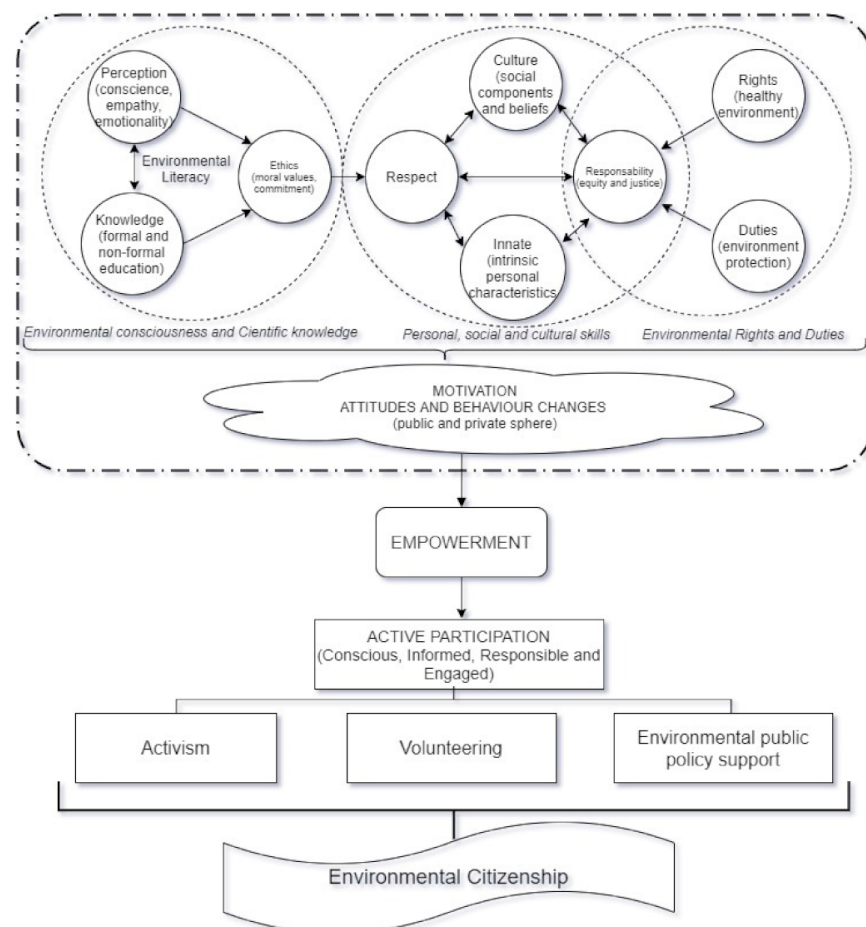 Perception
(conscience,
empathy,
emotionality)
Environmental
Literacy
Knowledge
(formal and
non-formal
education)
Ethics
(moral values,
commitment)
Respect
Culture
(social
components
and beliefs
Innate
(intrinsic
personal
characteristics
Responsability
(equity and justice)
Rights
(healthy
environment)
Duties
(environment
protection)
Environmental consciousness and Cientific knowledge
Personal, social and cultural skills
Environmental Rights and Duties
MOTIVATION
ATTITUDES AND BEHAVIOUR CHANGES
(public and private sphere)
EMPOWERMENT
ACTIVE PARTICIPATION
(Conscious, Informed, Responsible and
Engaged)
Activism
Volunteering
Environmental public
policy support
Environmental Citizenship